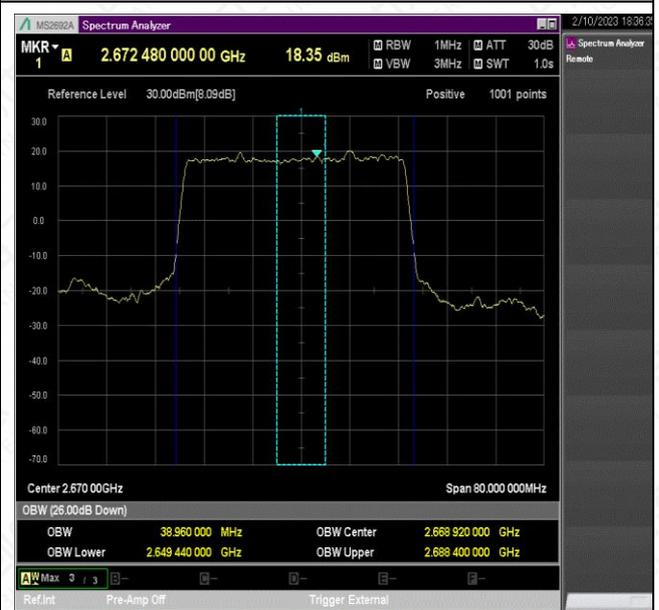 MS2692A Spectrum Analyzer
2/10/2023 18:36:3
MKR 1 A 2.672 480 000 00 GHz 18.35 dBm
M RBW 1MHz M ATT 30dB
M VBW 3MHz M SWT 1.0s
Spectrum Analyzer
Remote
Reference Level 30.00dBm[8.09dB] Positive 1001 points
1
30.0
20.0
10.0
0.0
-10.0
-20.0
-30.0
-40.0
-50.0
-60.0
-70.0
Center 2.670 00GHz Span 80.000 000MHz
OBW (26.00dB Down)
OBW 38.960 000 MHz OBW Center 2.668 920 000 GHz
OBW Lower 2.649 440 000 GHz OBW Upper 2.688 400 000 GHz
A W Max 3 / 3 B- C- D- E- F-
Ref.Int Pre-Amp Off Trigger External